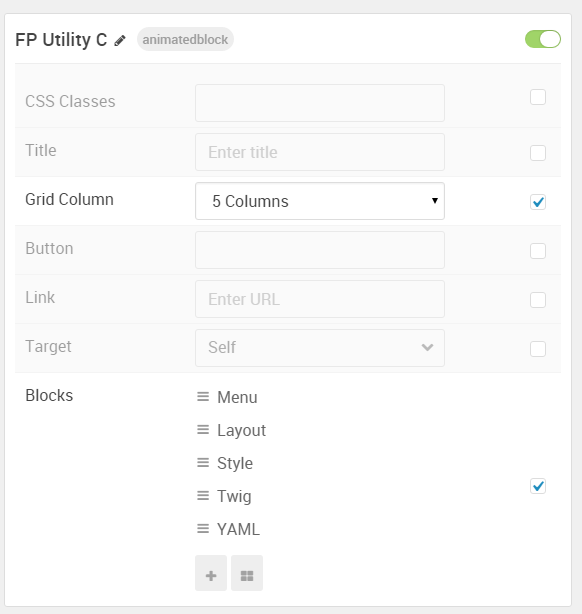 FP Utility C animatedblock
CSS Classes
Title Enter title
Grid Column 5 Columns
Button
Link Enter URL
Target Self
Blocks Menu
Layout
Style
Twig
YAML